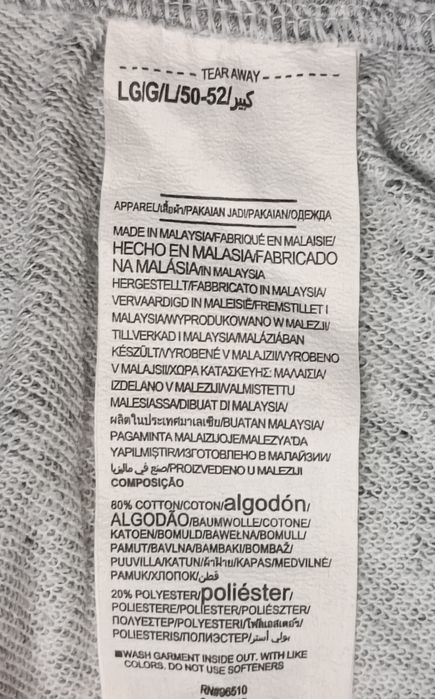 TEAR AWAY
LG/G/L/50-52/كبير
APPAREL/เสื้อผ้า/PAKAIAN JADI/PAKAIAN/ОДЕЖДА
MADE IN MALAYSIA/FABRIQUÉ EN MALAISIE/
HECHO EN MALASIA/FABRICADO
NA MALÁSIA/IN MALAYSIA
HERGESTELLT/FABBRICATO IN MALAYSIA/
VERVAARDIGD IN MALEISIË/FREMSTILLET I
MALAYSIA/WYPRODUKOWANO W MALEZJI/
TILLVERKAD I MALAYSIA/MALÁZIÁBAN
KÉSZÜLT/VYROBENÉ V MALAJZII/VYROBENO
V MALAJSII/ΧΩΡΑ ΚΑΤΑΣΚΕΥΗΣ: ΜΑΛΑΙΣΙΑ/
IZDELANO V MALEZIJI/VALMISTETTU
MALESIASSA/DIBUAT DI MALAYSIA/
ผลิตในประเทศมาเลเซีย/BUATAN MALAYSIA/
PAGAMINTA MALAIZIJOJE/MALEZYA'DA
YAPILMIŞTIR/ИЗГОТОВЛЕНО В МАЛАЙЗИИ/
صنع في ماليزيا/PROIZVEDENO U MALEZIJI
COMPOSIÇÃO
80% COTTON/COTON/algodón/
ALGODÃO/BAUMWOLLE/COTONE/
KATOEN/BOMULD/BAWEŁNA/BOMULL/
PAMUT/BAVLNA/ΒΑΜΒΑΚΙ/BOMBAŽ/
PUUVILLA/KATUN/ผ้าฝ้าย/KAPAS/MEDVILNĖ/
PAMUK/ХЛОПОК/قطن
20% POLYESTER/poliéster/
POLIESTERE/POLIESTER/POLIÉSZTER/
ΠΟΛΥΕΣΤΕΡ/POLYESTERI/โพลีเอสเตอร์/
POLIESTERIS/ПОЛИЭСТЕР/بولي أستر
■WASH GARMENT INSIDE OUT. WITH LIKE
COLORS. DO NOT USE SOFTENERS
RN#96510